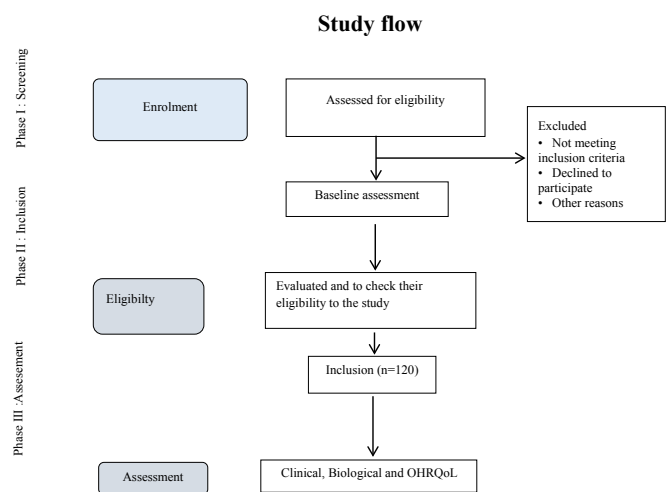 Study flow
Phase I : Screening
Enrolment
Assessed for eligibility
Excluded
• Not meeting
inclusion criteria
• Declined to
participate
• Other reasons
Baseline assessment
Phase II : Inclusion
Eligibilty
Evaluated and to check their
eligibility to the study
Inclusion (n=120)
Phase III :Assesement
Assessment
Clinical, Biological and OHRQoL